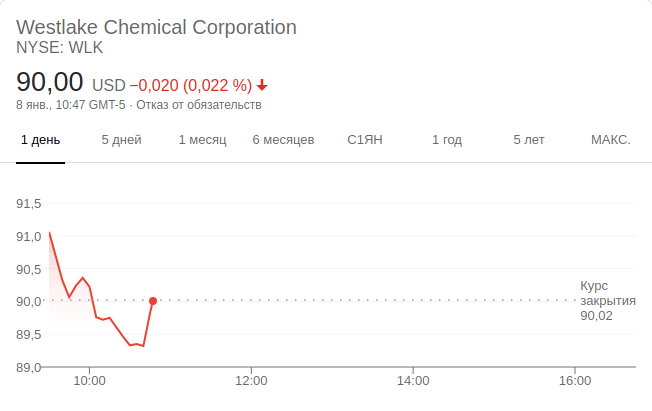 Westlake Chemical Corporation
NYSE: WLK
90,00 USD −0,020 (0,022 %)
8 янв., 10:47 GMT-5 · Отказ от обязательств
1 день 5 дней 1 месяц 6 месяцев С1ЯН 1 год 5 лет МАКС.
91,5
91,0
90,5
90,0
89,5
89,0
Курс
закрытия
90,02
10:00 12:00 14:00 16:00